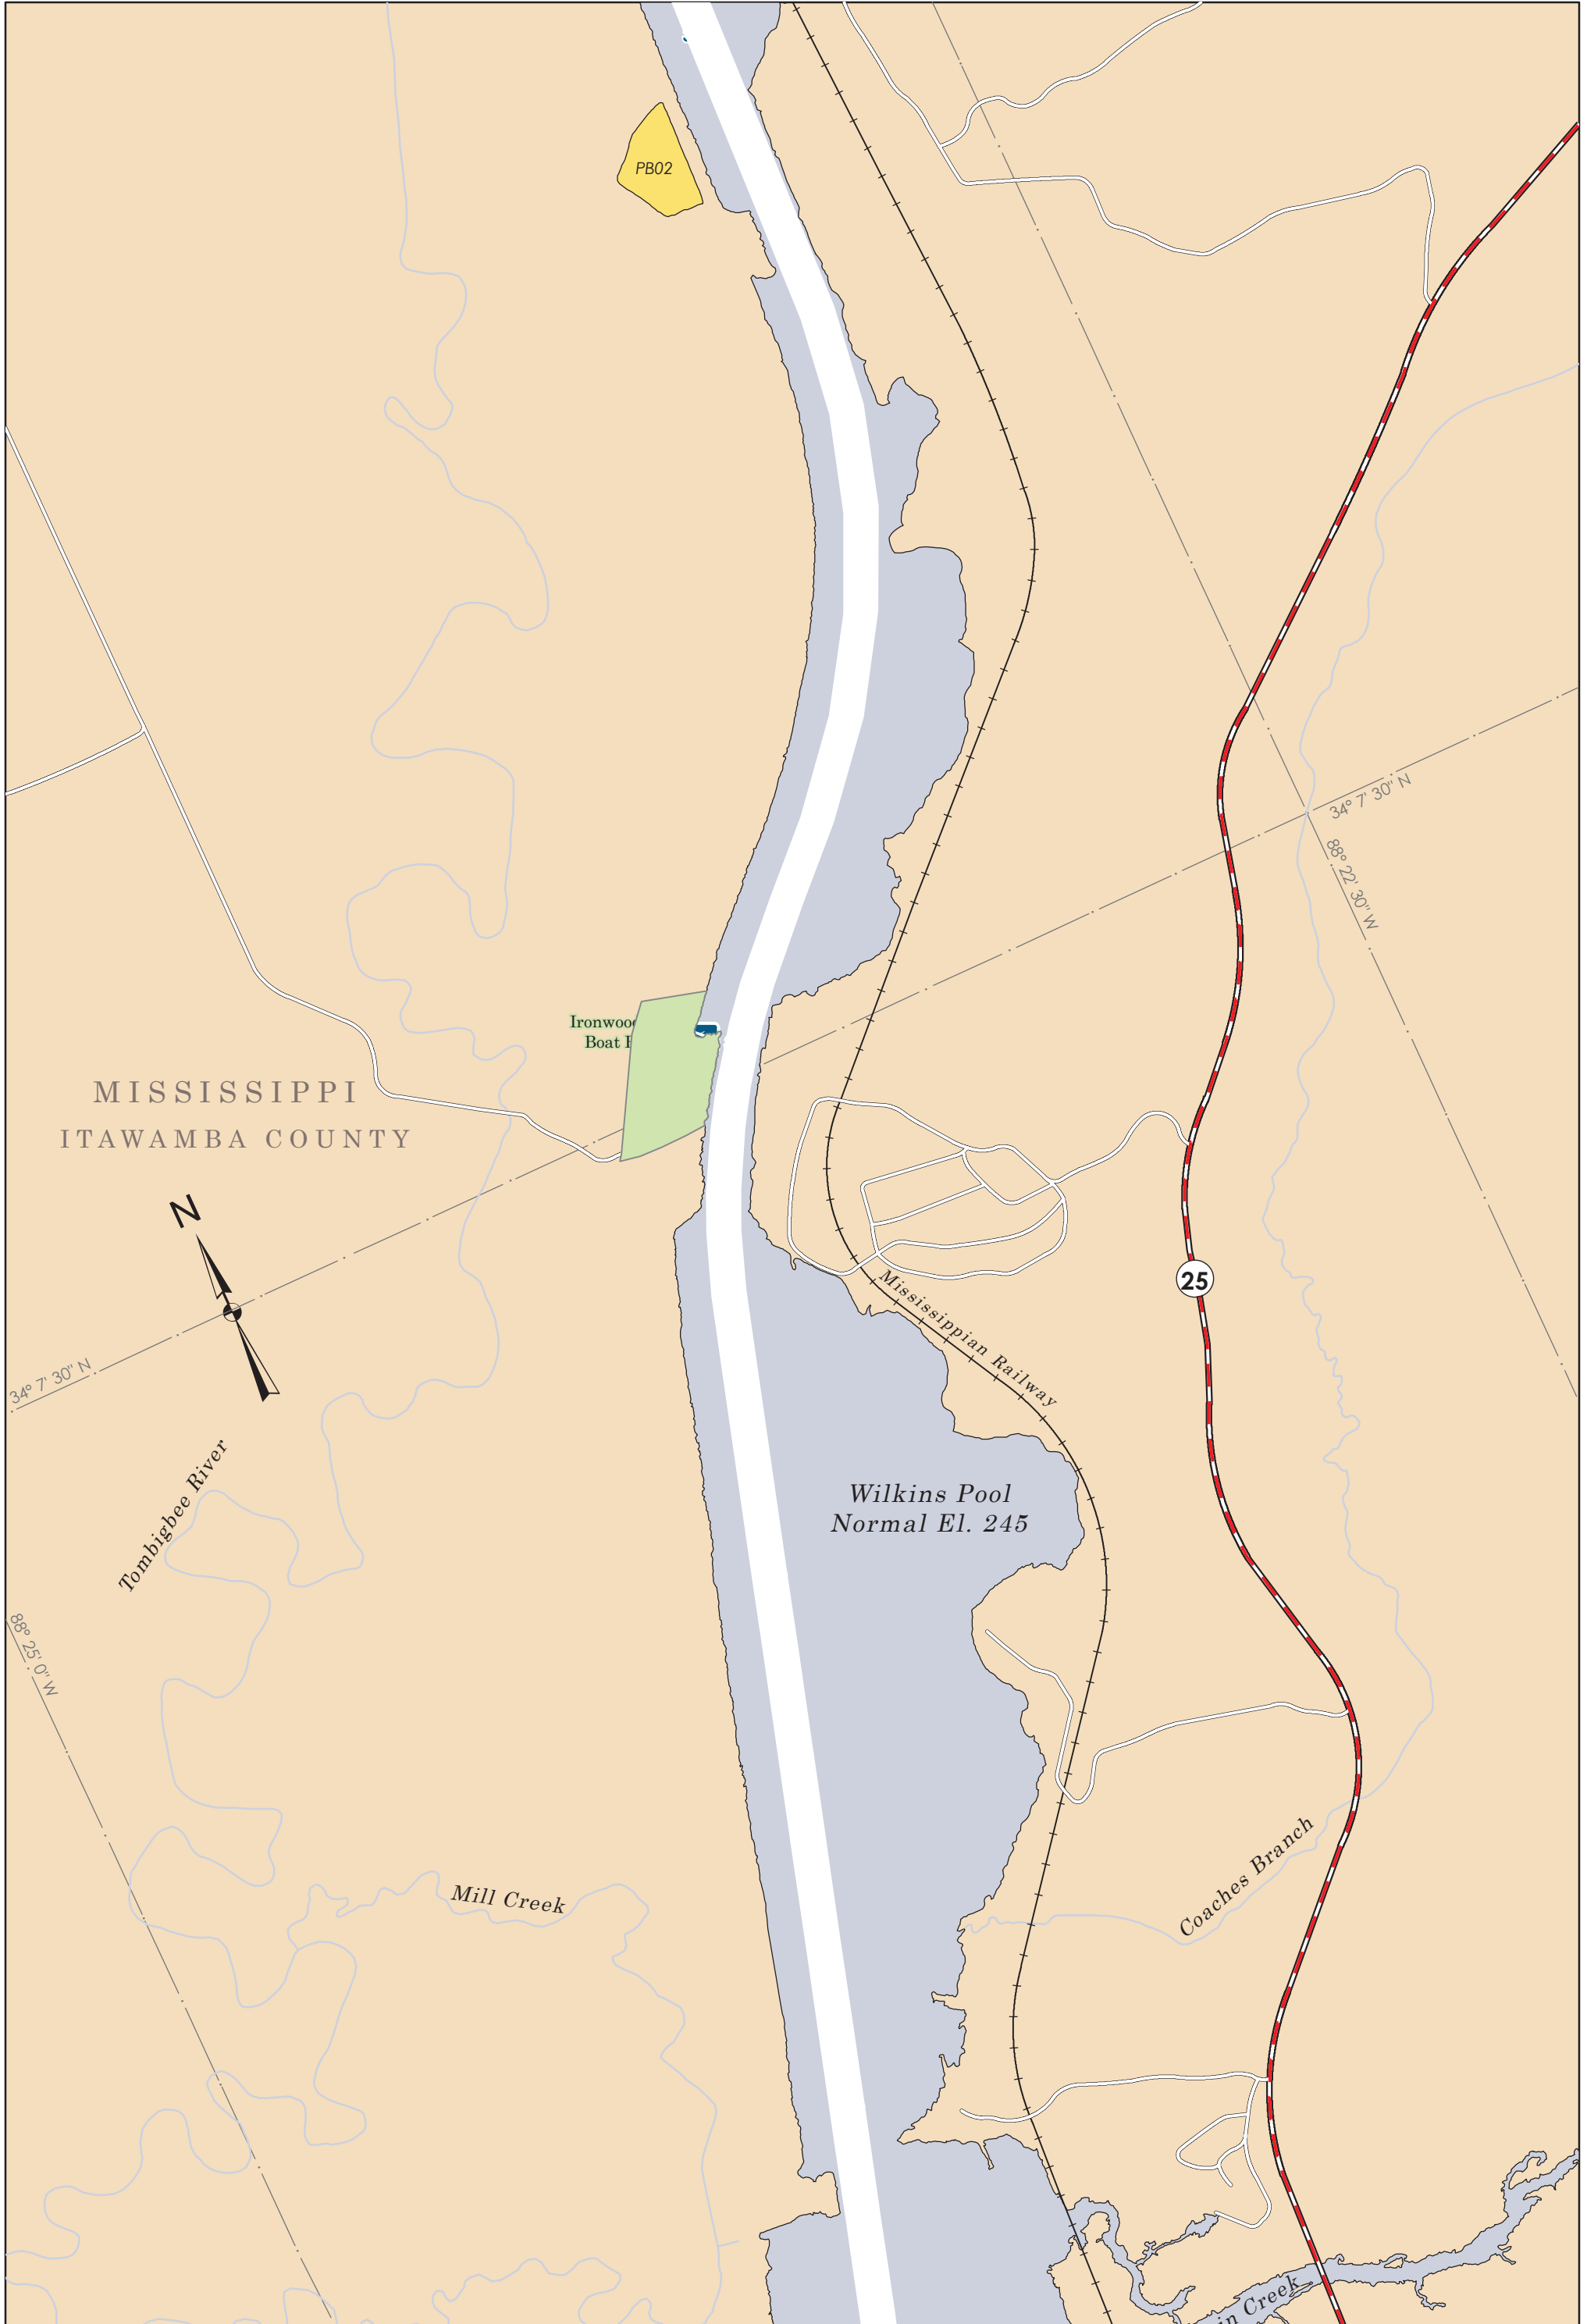 PB02
34° 7' 30" N
88° 22' 30" W
Boat
MISSISSIPPI
ITAWAMBA COUNTY
N
25
Mississippian Railway
34° 7' 30" N
Tombigbee River
Wilkins Pool
Normal El. 245
88° 25' 0" W
Coaches Branch
Mill Creek
Creek